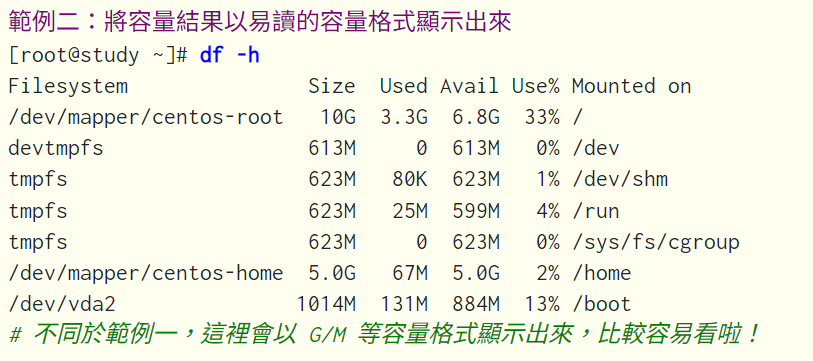 範例二：將容量結果以易讀的容量格式顯示出來
[root@study ~]# df -h
Filesystem               Size  Used Avail Use% Mounted on
/dev/mapper/centos-root   10G  3.3G  6.8G  33% /
devtmpfs                 613M     0  613M   0% /dev
tmpfs                    623M   80K  623M   1% /dev/shm
tmpfs                    623M   25M  599M   4% /run
tmpfs                    623M     0  623M   0% /sys/fs/cgroup
/dev/mapper/centos-home  5.0G   67M  5.0G   2% /home
/dev/vda2               1014M  131M  884M  13% /boot
# 不同於範例一，這裡會以 G/M 等容量格式顯示出來，比較容易看啦！